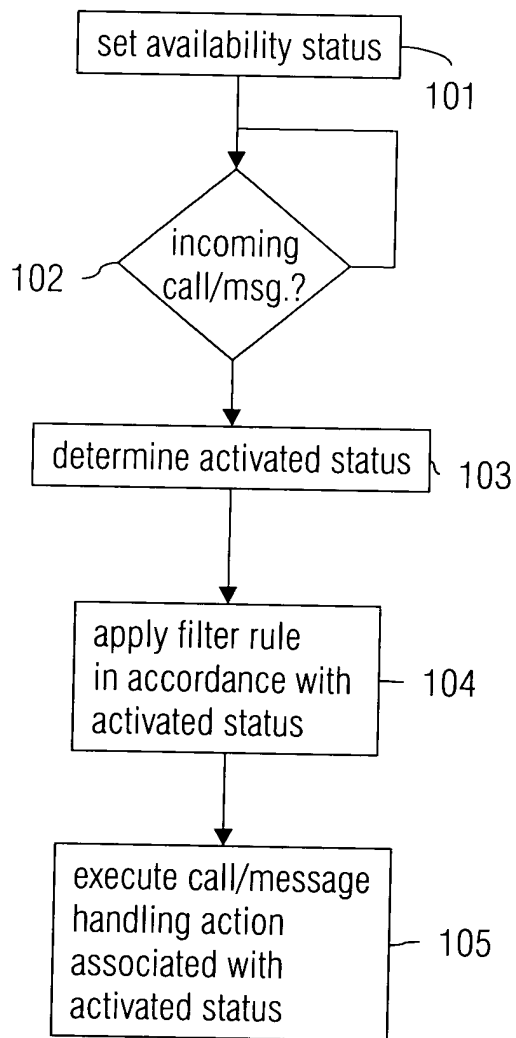 set availability status
101
incoming
call/msg.?
102
determine activated status
103
apply filter rule
in accordance with
activated status
104
execute call/message
handling action
associated with
activated status
105